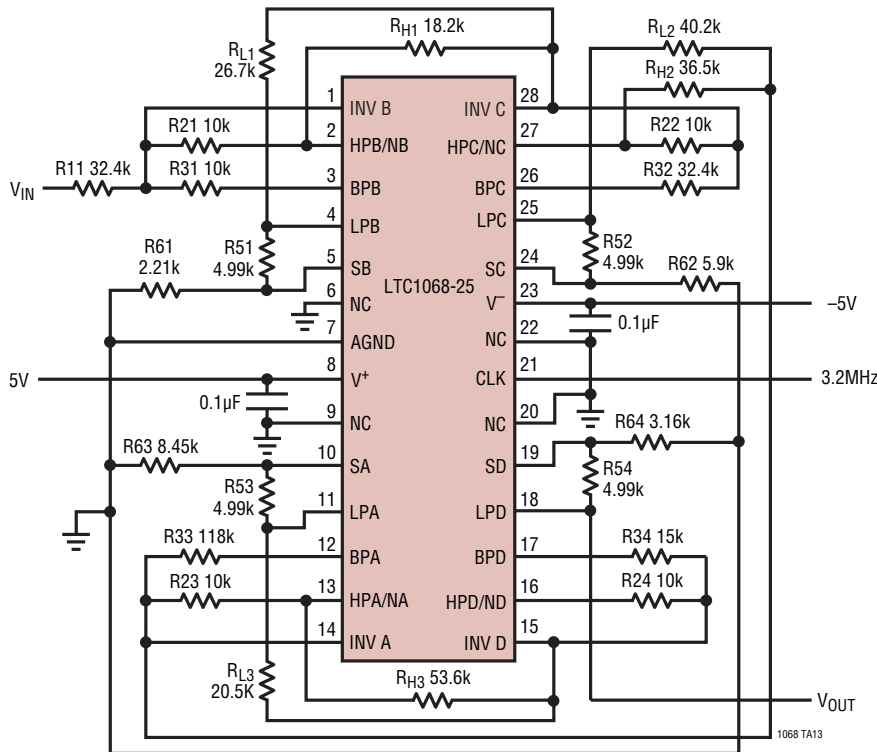 RH1 18.2k
RL2 40.2k
RL1
26.7k
RH2 36.5k
1
INV B
INV C
28
R21 10k
2
HPB/NB
HPC/NC
27
R22 10k
R11 32.4k
VIN
R31 10k
3
BPB
BPC
26
R32 32.4k
4
LPB
LPC
25
R61
2.21k
R51
4.99k
5
SB
SC
24
R52
4.99k
R62 5.9k
LTC1068-25
6
NC
V–
23
–5V
0.1µF
7
AGND
NC
22
5V
8
V+
CLK
21
3.2MHz
0.1µF
9
NC
NC
20
R63 8.45k
10
SA
SD
19
R64 3.16k
R53
4.99k
R54
4.99k
11
LPA
LPD
18
R33 118k
12
BPA
BPD
17
R34 15k
R23 10k
13
HPA/NA
HPD/ND
16
R24 10k
14
INV A
INV D
15
RL3
20.5K
RH3 53.6k
VOUT
1068 TA13